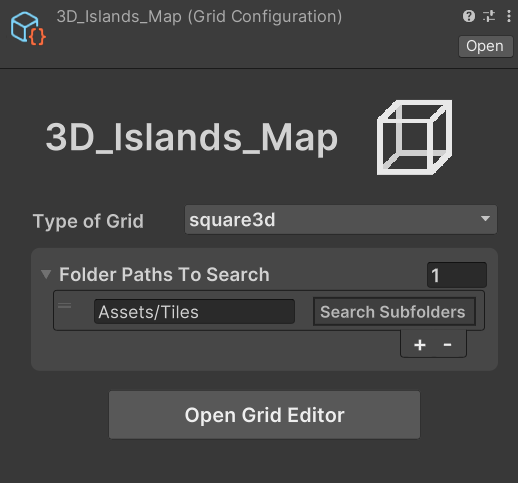 3D_Islands_Map (Grid Configuration)
Open
3D_Islands_Map
Type of Grid square3d
Folder Paths To Search 1
Assets/Tiles Search Subfolders
+ -
Open Grid Editor